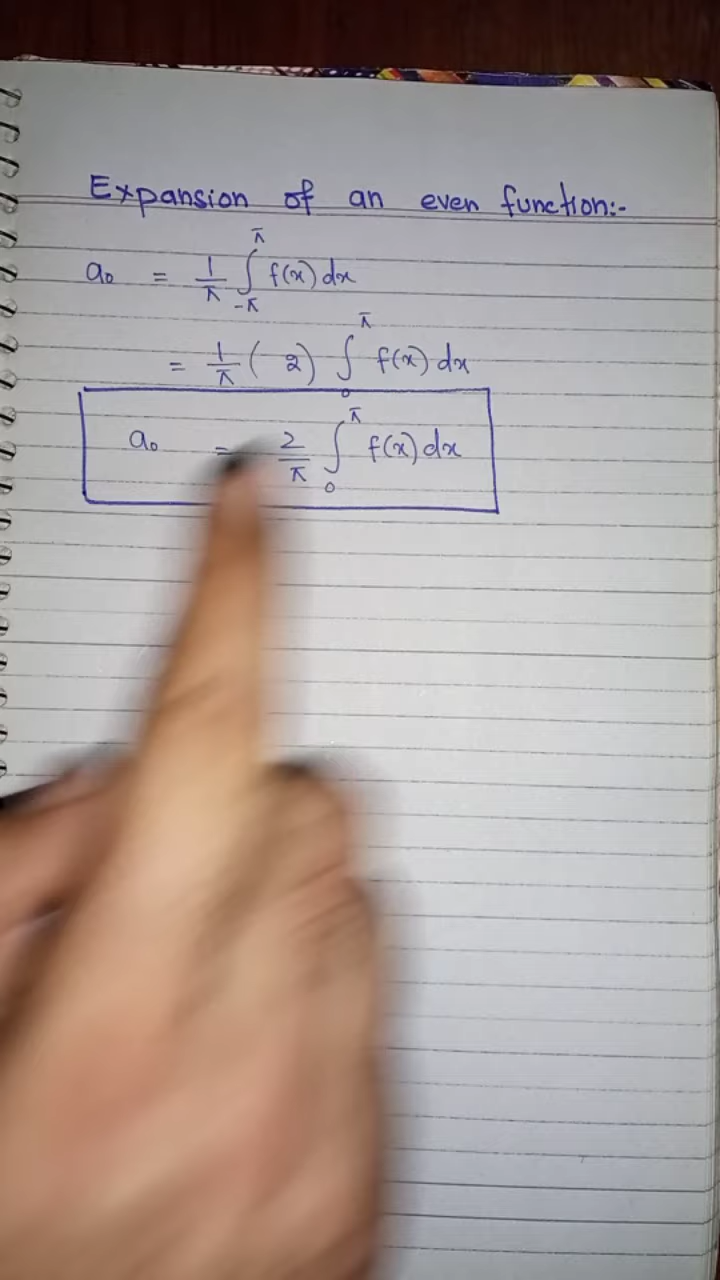 Expansion of an even function:-
a₀ = 1/π ∫_{-π}^{π} f(x) dx
= 1/π (2) ∫_{0}^{π} f(x) dx
a₀ = 2/π ∫_{0}^{π} f(x) dx